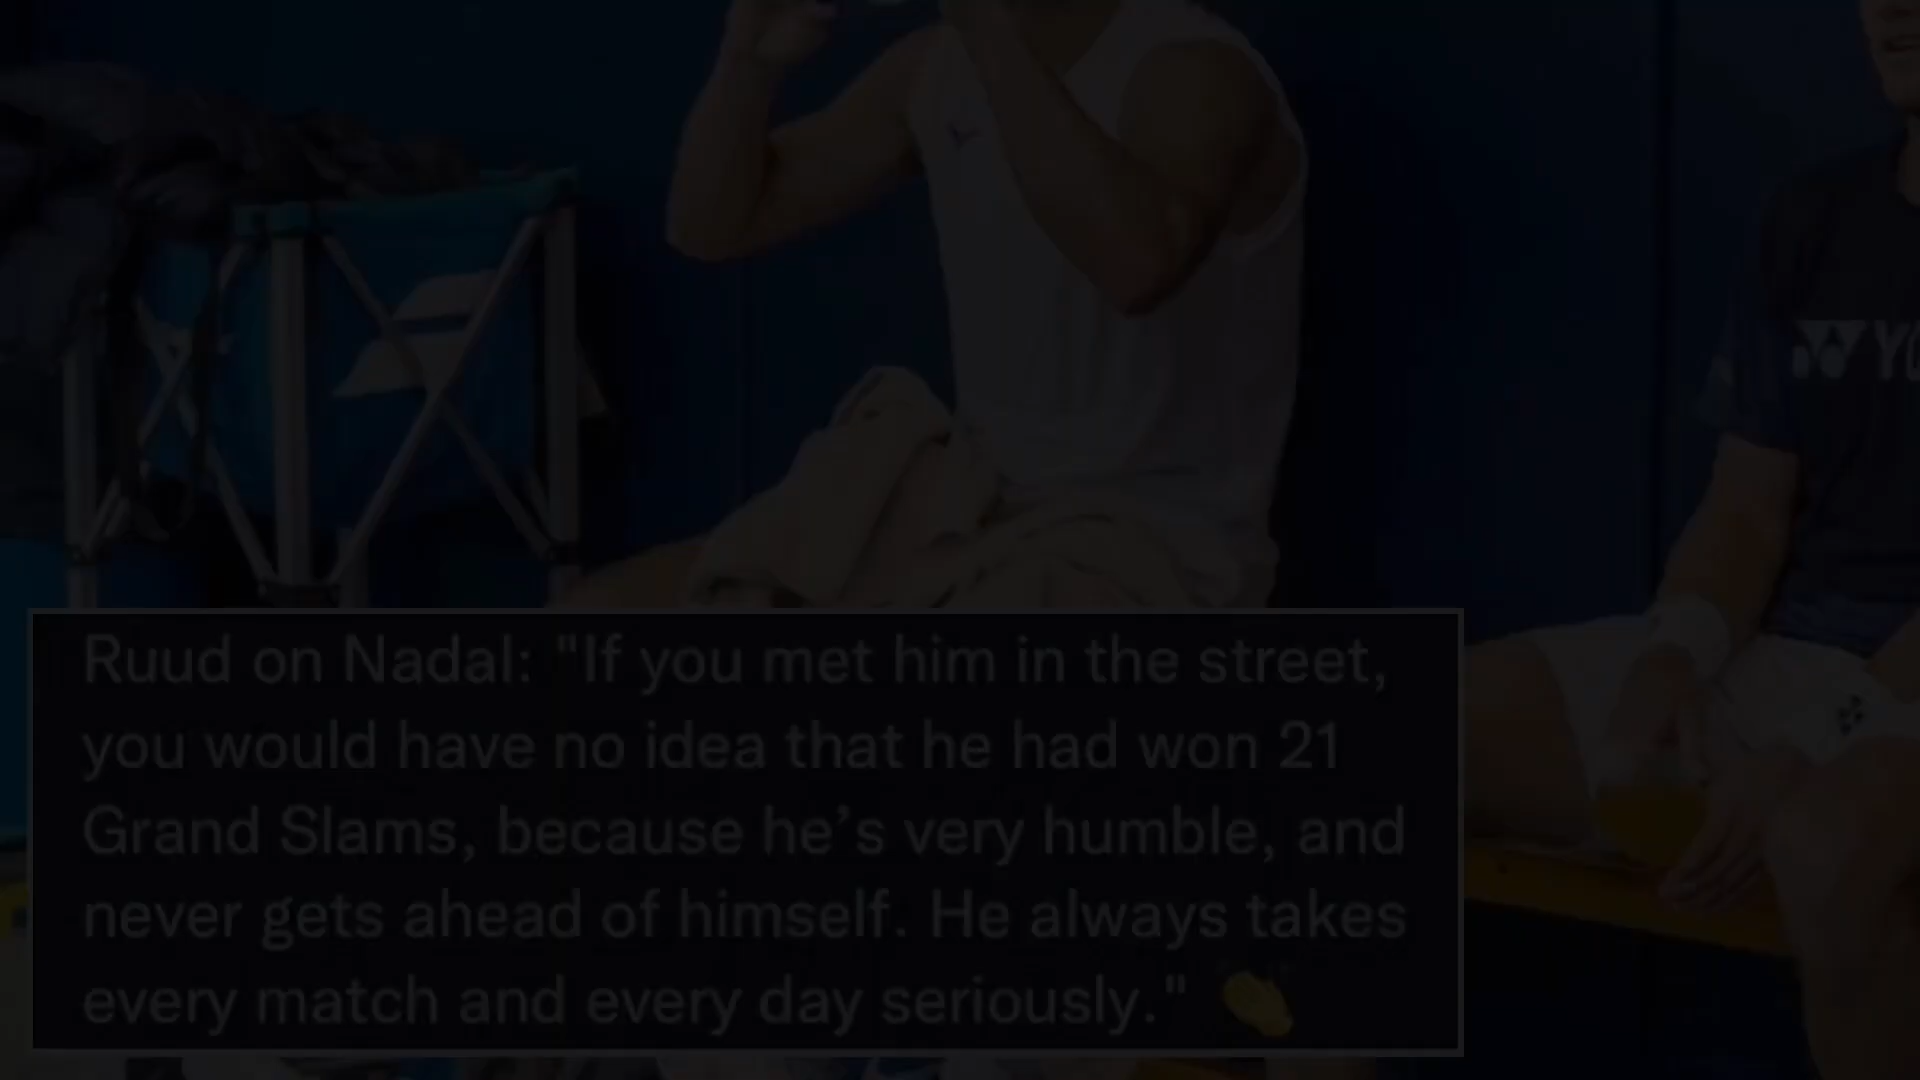 YO
Ruud on Nadal: "If you met him in the street,
you would have no idea that he had won 21
Grand Slams, because he’s very humble, and
never gets ahead of himself. He always takes
every match and every day seriously."